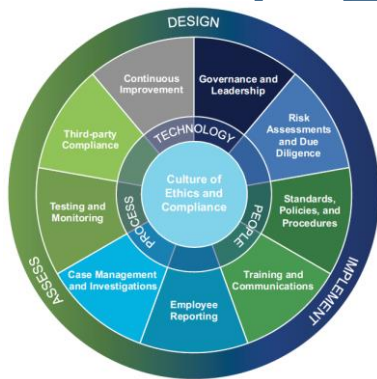 DESIGN
Continuous
Improvement
Governance and
Leadership
Third-party
Compliance
TECHNOLOGY
Risk
Assessments
and Due
Diligence
Culture of
Ethics and
Compliance
Testing and
Monitoring
PROCESS
PEOPLE
Standards,
Policies, and
Procedures
Case Management
and Investigations
Employee
Reporting
Training and
Communications
ASSESS
IMPLEMENT